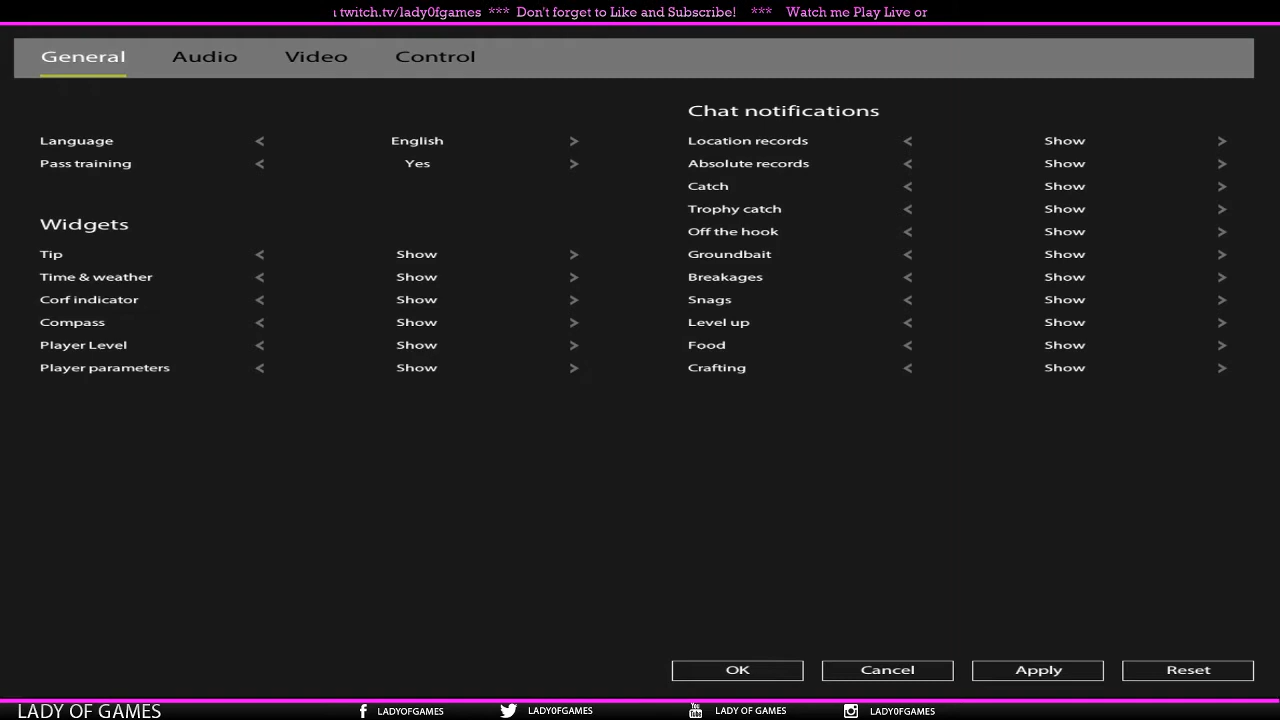 twitch.tv/lady0fgames *** Don't forget to Like and Subscribe! *** Watch me Play Live or
General Audio Video Control
Language < English >
Pass training < Yes >
Widgets
Tip < Show >
Time & weather < Show >
Corf indicator < Show >
Compass < Show >
Player Level < Show >
Player parameters < Show >
Chat notifications
Location records < Show >
Absolute records < Show >
Catch < Show >
Trophy catch < Show >
Off the hook < Show >
Groundbait < Show >
Breakages < Show >
Snags < Show >
Level up < Show >
Food < Show >
Crafting < Show >
OK Cancel Apply Reset
LADY OF GAMES f LADYOFGAMES LADY0FGAMES You Tube LADY OF GAMES LADY0FGAMES